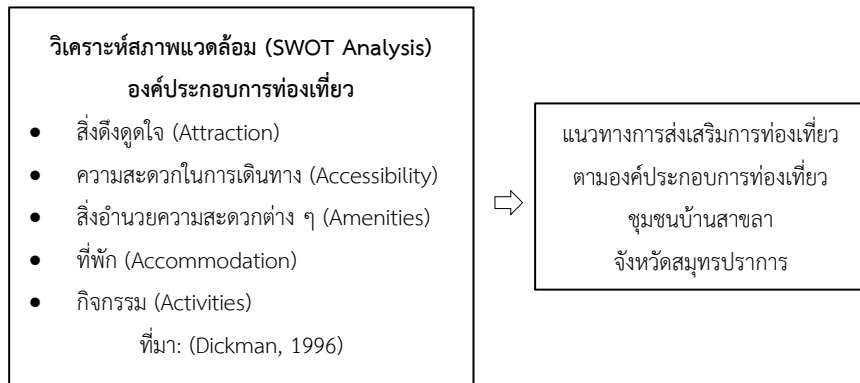 วิเคราะห์สภาพแวดล้อม (SWOT Analysis)
องค์ประกอบการท่องเที่ยว
• สิ่งดึงดูดใจ (Attraction)
• ความสะดวกในการเดินทาง (Accessibility)
• สิ่งอำนวยความสะดวกต่าง ๆ (Amenities)
• ที่พัก (Accommodation)
• กิจกรรม (Activities)
ที่มา: (Dickman, 1996)
แนวทางการส่งเสริมการท่องเที่ยว
ตามองค์ประกอบการท่องเที่ยว
ชุมชนบ้านสาขลา
จังหวัดสมุทรปราการ